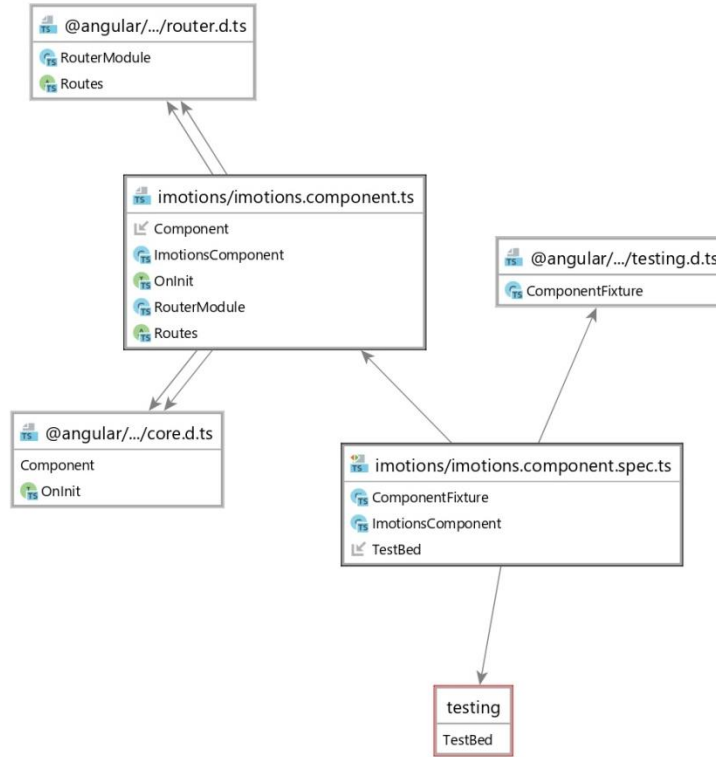 @angular/.../router.d.ts
RouterModule
Routes
imotions/imotions.component.ts
Component
ImotionsComponent
OnInit
RouterModule
Routes
@angular/.../testing.d.ts
ComponentFixture
@angular/.../core.d.ts
Component
OnInit
imotions/imotions.component.spec.ts
ComponentFixture
ImotionsComponent
TestBed
testing
TestBed